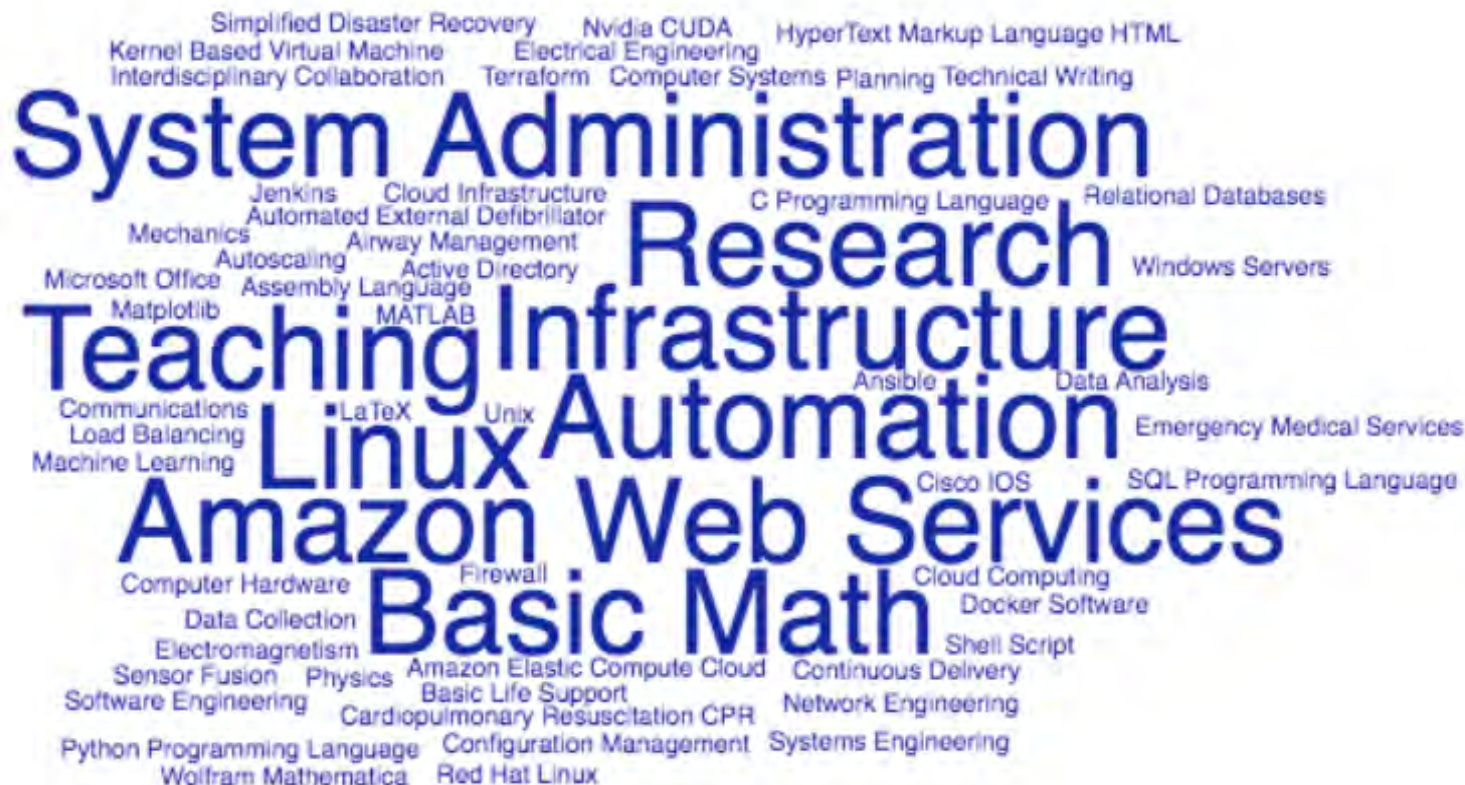 Simplified Disaster Recovery Nvidia CUDA HyperText Markup Language HTML
Kernel Based Virtual Machine Electrical Engineering
Interdisciplinary Collaboration Terraform Computer Systems Planning Technical Writing
System Administration
Jenkins Cloud Infrastructure C Programming Language Relational Databases
Automated External Defibrillator
Research
Mechanics Airway Management
Autoscaling Active Directory Windows Servers
Microsoft Office Assembly Language
Matplotlib MATLAB
Teaching Infrastructure
Ansible Data Analysis
Communications LaTeX Unix
Linux Automation
Load Balancing Emergency Medical Services
Machine Learning
Cisco IOS SQL Programming Language
Amazon Web Services
Computer Hardware Firewall Cloud Computing
Basic Math
Data Collection Docker Software
Electromagnetism Shell Script
Sensor Fusion Physics Amazon Elastic Compute Cloud Continuous Delivery
Software Engineering Basic Life Support Network Engineering
Cardiopulmonary Resuscitation CPR
Python Programming Language Configuration Management Systems Engineering
Wolfram Mathematica Red Hat Linux